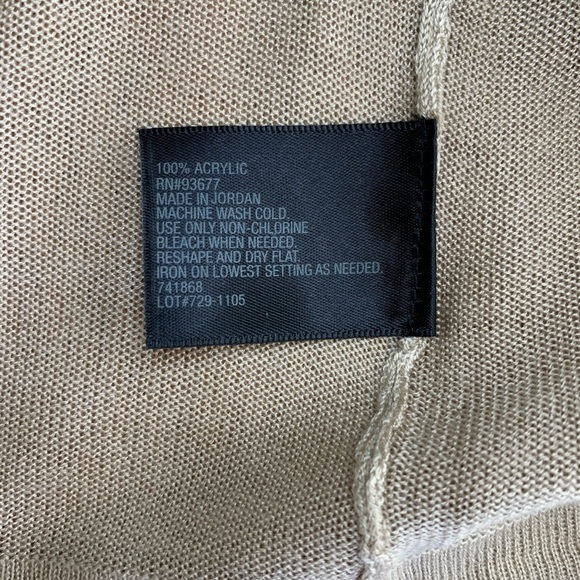 100% ACRYLIC
RN#93677
MADE IN JORDAN
MACHINE WASH COLD.
USE ONLY NON-CHLORINE
BLEACH WHEN NEEDED.
RESHAPE AND DRY FLAT.
IRON ON LOWEST SETTING AS NEEDED.
741868
LOT#729-1105